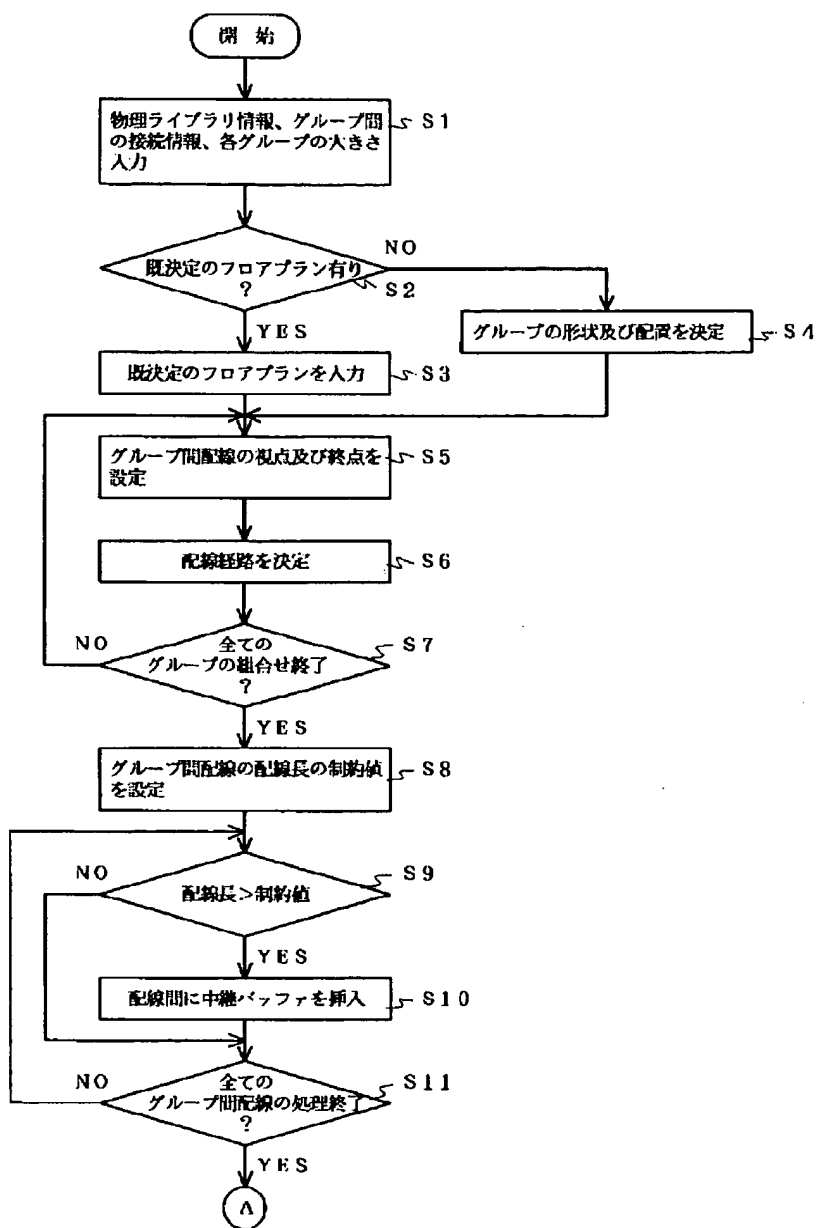 開 始
物理ライブラリ情報、グループ間
の接続情報、各グループの大きさ
入力
S1
既決定のフロアプラン有り
?
S2
NO
YES
グループの形状及び配置を決定
S4
既決定のフロアプランを入力
S3
グループ間配線の視点及び終点を
設定
S5
配線経路を決定
S6
全ての
グループの組合せ終了
?
S7
NO
YES
グループ間配線の配線長の制約値
を設定
S8
配線長>制約値
S9
NO
YES
配線間に中継バッファを挿入
S10
全ての
グループ間配線の処理終了
?
S11
NO
YES
A